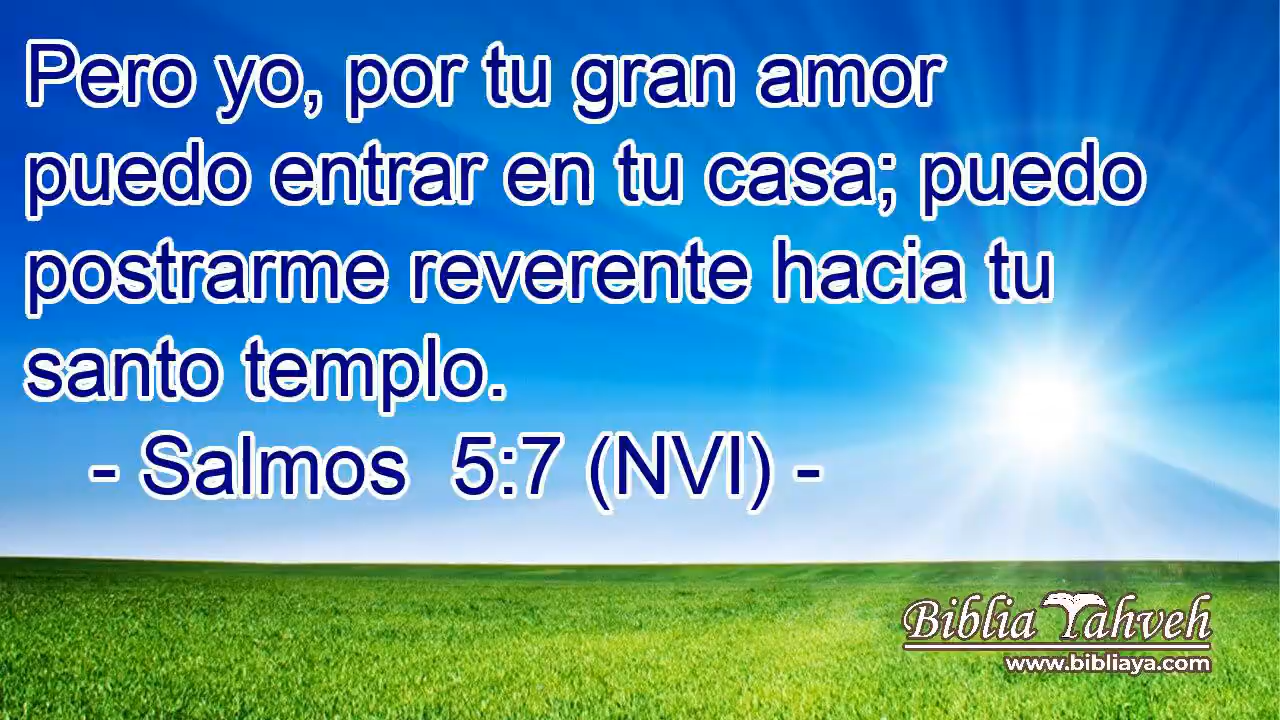 Pero yo, por tu gran amor
puedo entrar en tu casa; puedo
postrarme reverente hacia tu
santo templo.
- Salmos 5:7 (NVI) -
Biblia Yahveh
www.bibliaya.com